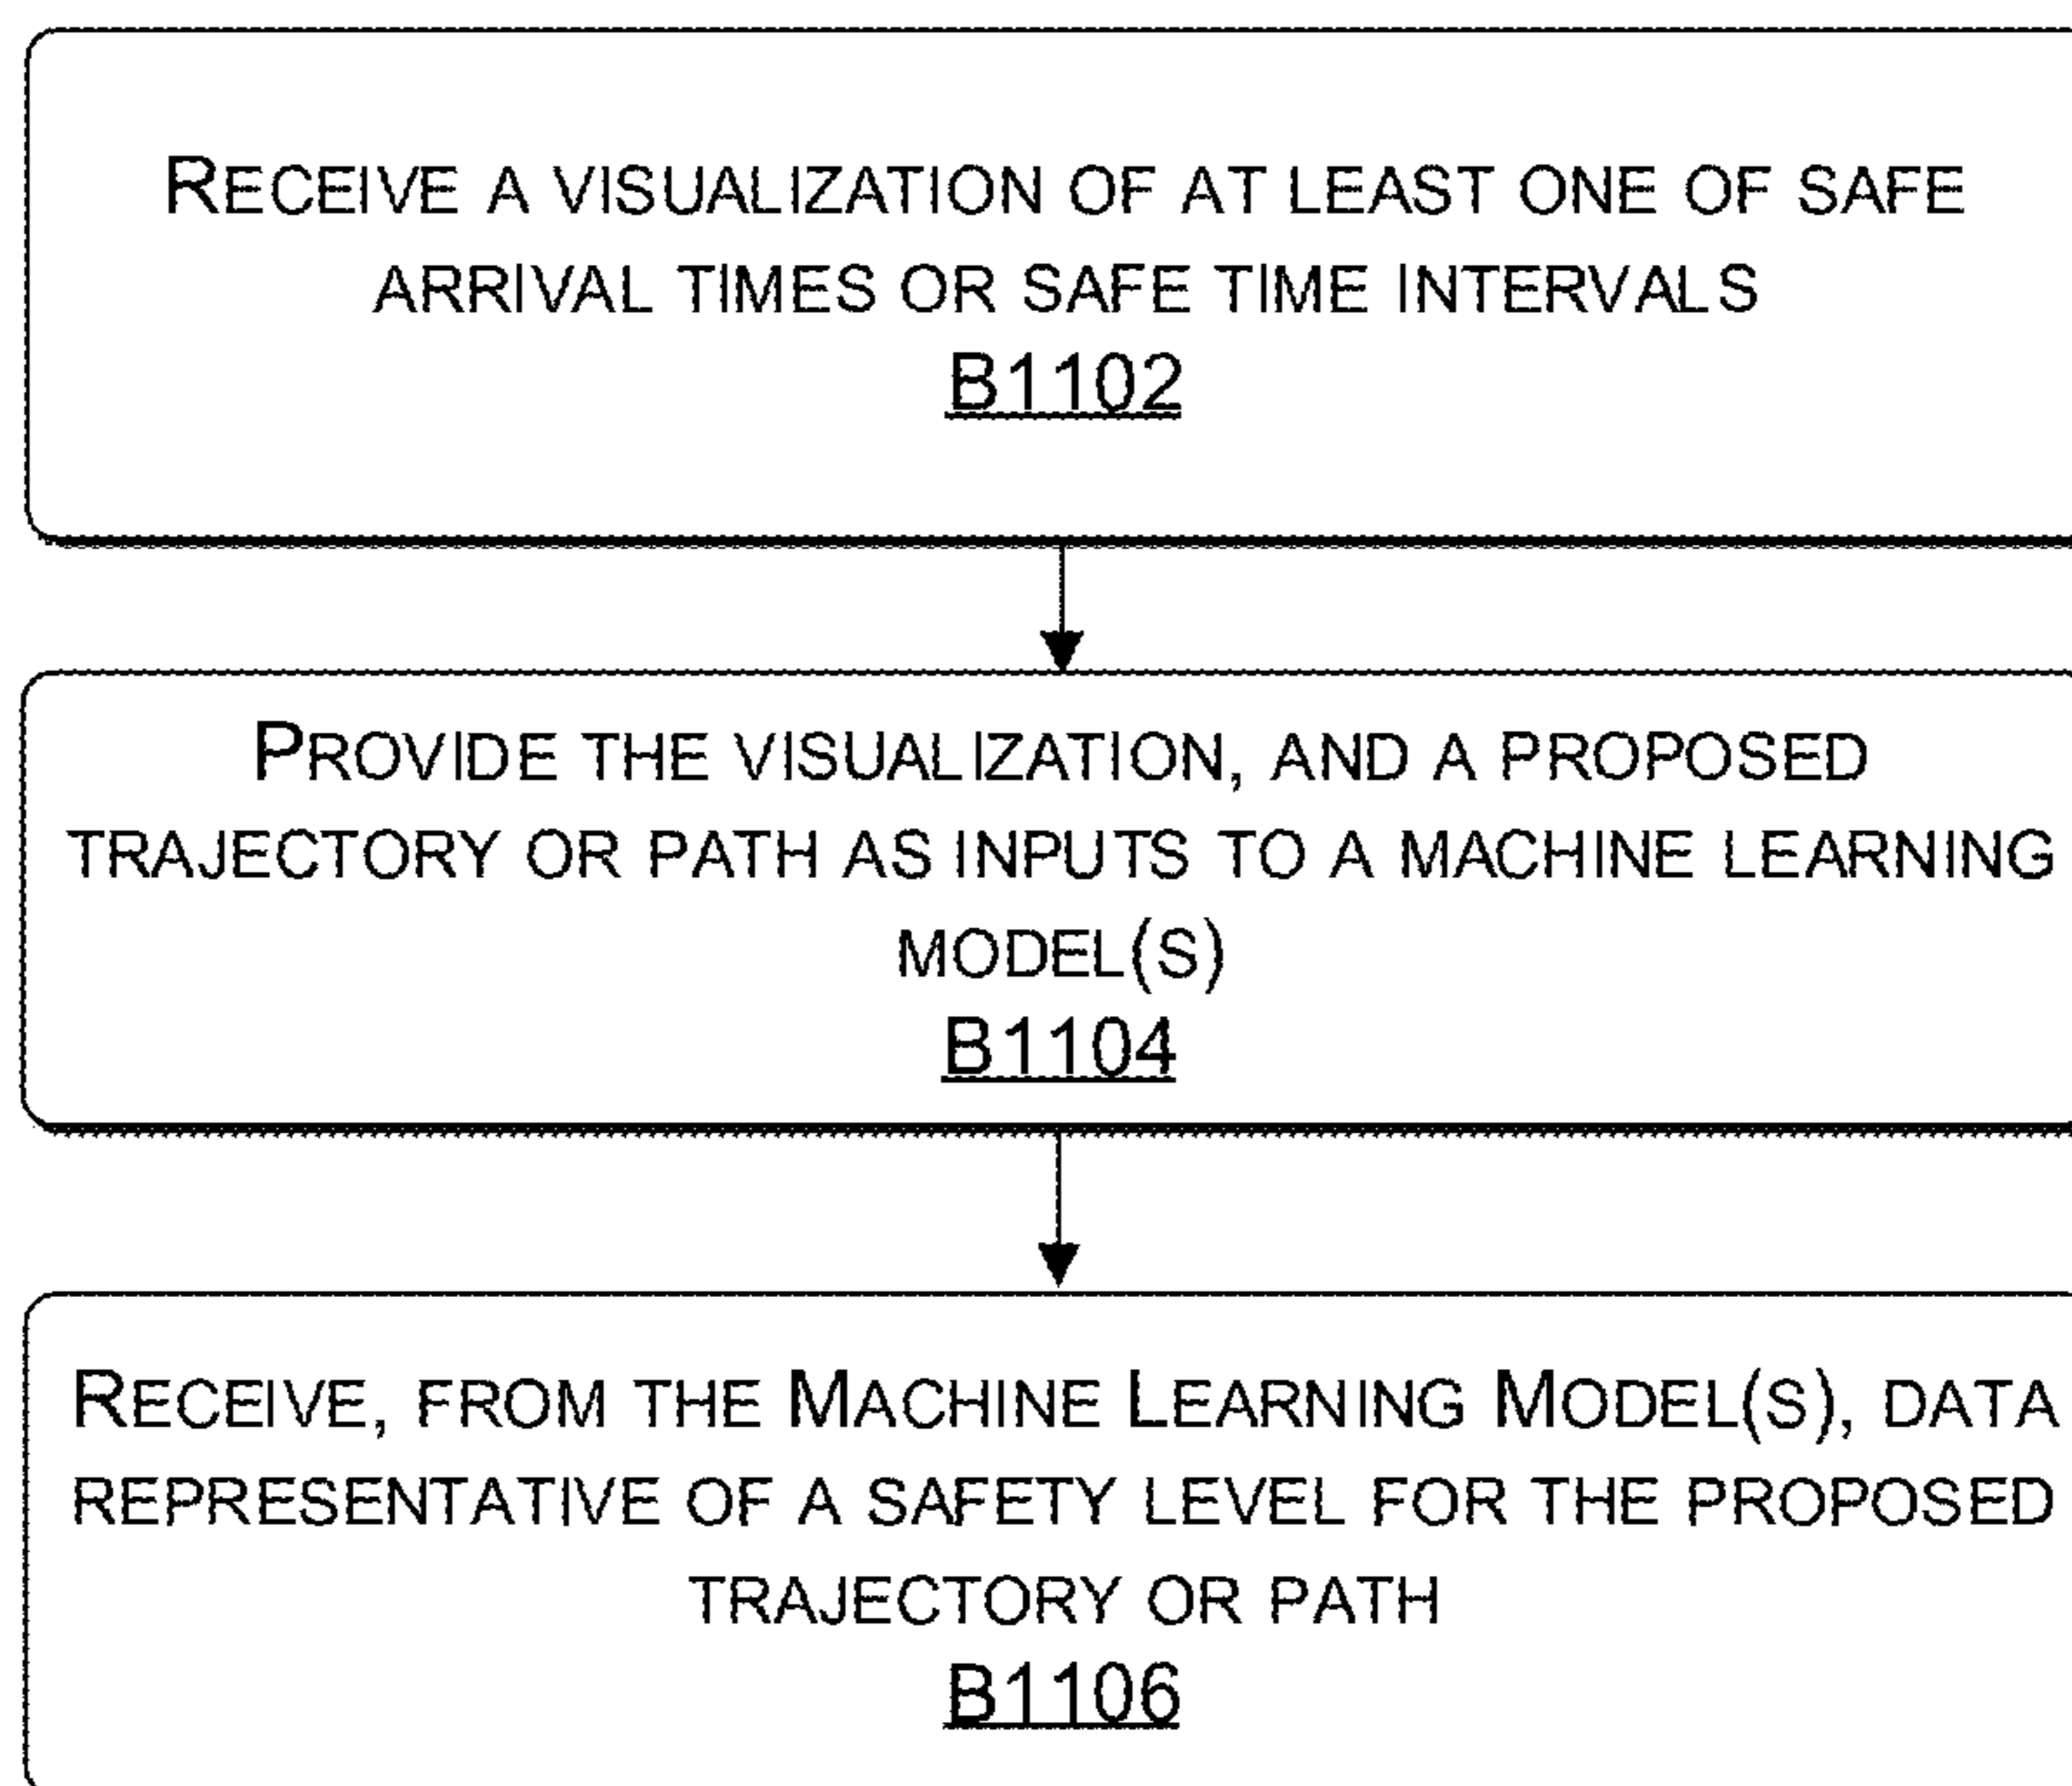 RECEIVE A VISUALIZATION OF AT LEAST ONE OF SAFE
ARRIVAL TIMES OR SAFE TIME INTERVALS
B1102
PROVIDE THE VISUALIZATION, AND A PROPOSED
TRAJECTORY OR PATH AS INPUTS TO A MACHINE LEARNING
MODEL(S)
B1104
RECEIVE, FROM THE MACHINE LEARNING MODEL(S), DATA
REPRESENTATIVE OF A SAFETY LEVEL FOR THE PROPOSED
TRAJECTORY OR PATH
B1106